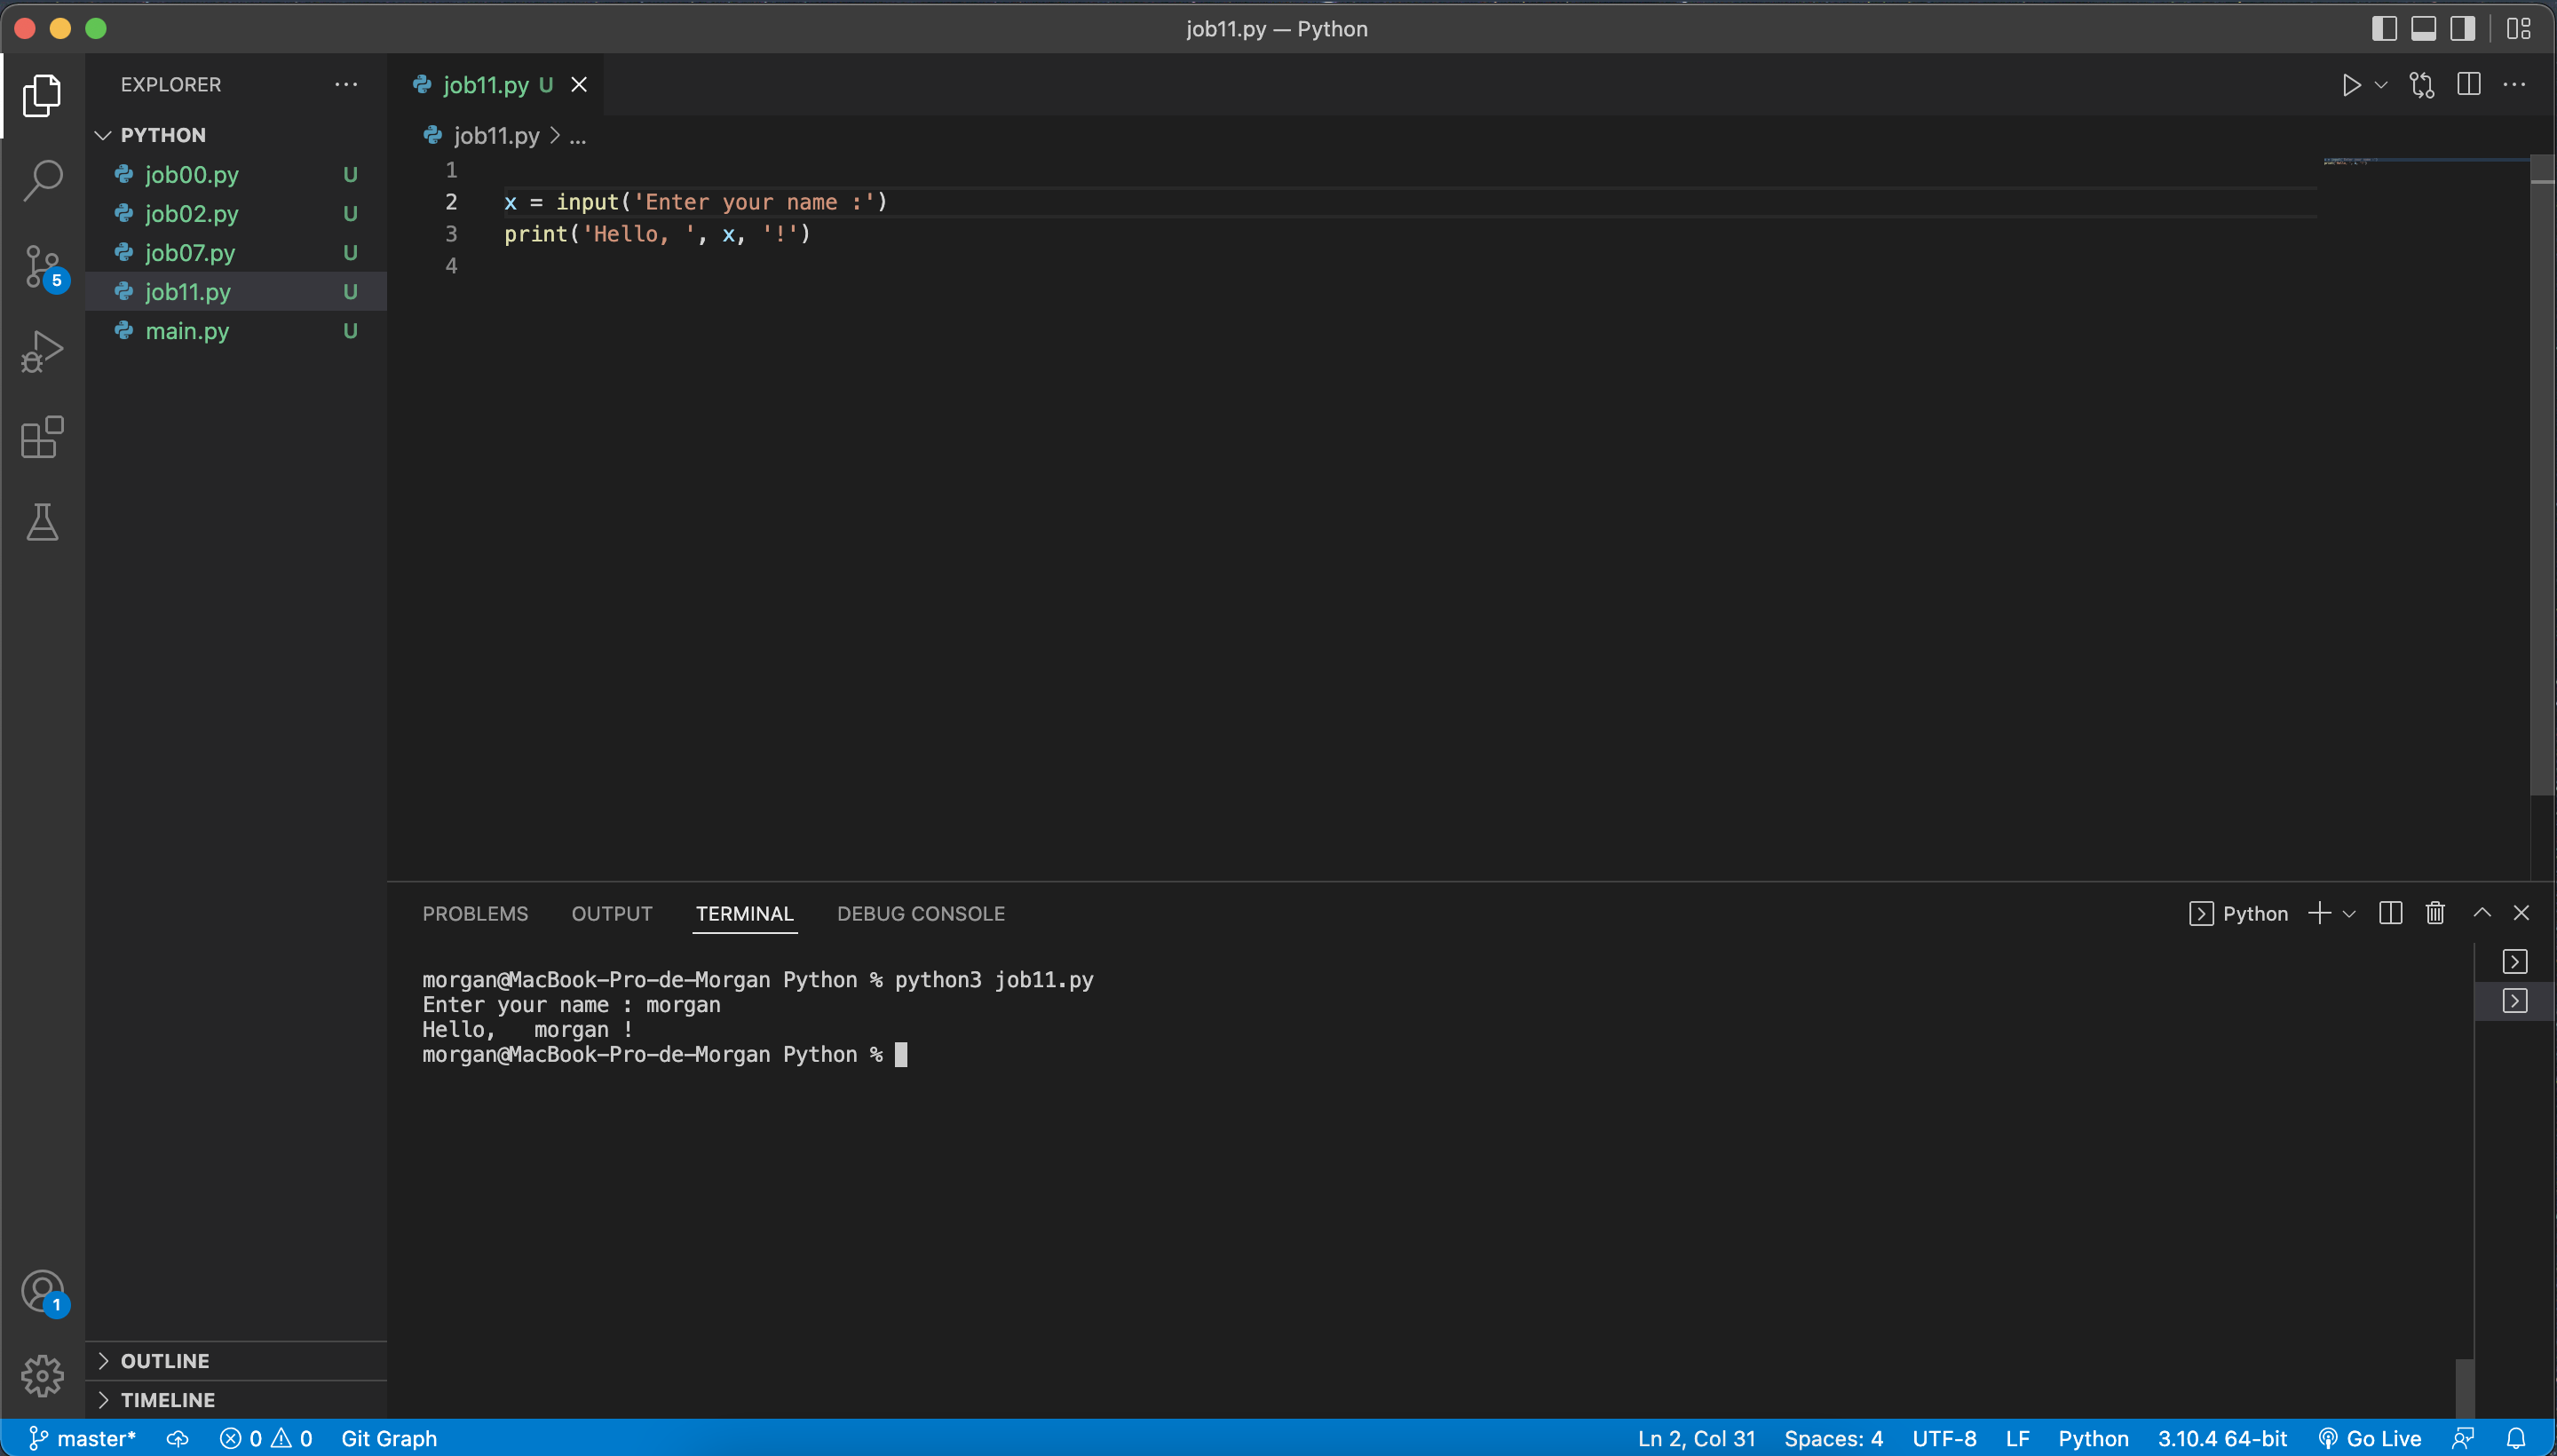 job11.py — Python
EXPLORER
PYTHON
job00.py U
job02.py U
job07.py U
job11.py U
main.py U
5
1
OUTLINE
TIMELINE
job11.py U
job11.py > ...
1
2 x = input('Enter your name :')
3 print('Hello, ', x, '!')
4
PROBLEMS OUTPUT TERMINAL DEBUG CONSOLE
Python
morgan@MacBook-Pro-de-Morgan Python % python3 job11.py
Enter your name : morgan
Hello,   morgan !
morgan@MacBook-Pro-de-Morgan Python %
master* 0 0 Git Graph
Ln 2, Col 31 Spaces: 4 UTF-8 LF Python 3.10.4 64-bit Go Live